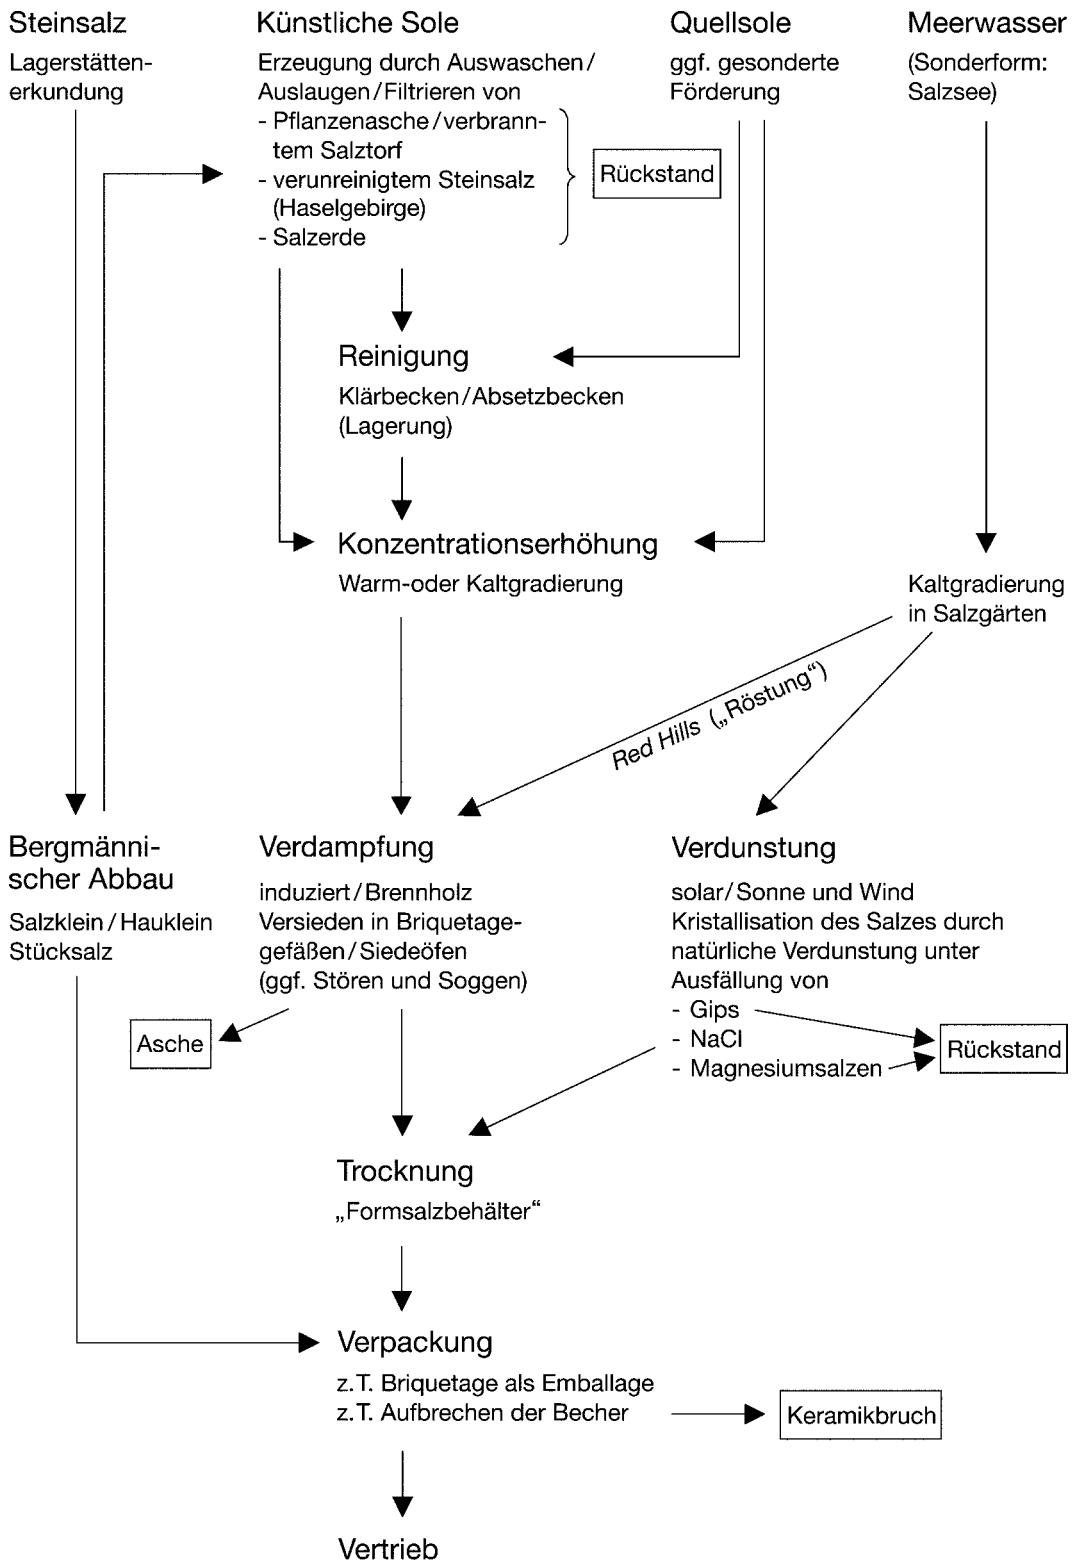 Steinsalz
Lagerstätten-
erkundung
Künstliche Sole
Erzeugung durch Auswaschen/
Auslaugen/Filtrieren von
- Pflanzenasche/verbrann-
tem Salztorf
- verunreinigtem Steinsalz
(Haselgebirge)
- Salzerde
Rückstand
Quellsole
ggf. gesonderte
Förderung
Meerwasser
(Sonderform:
Salzsee)
Reinigung
Klärbecken/Absetzbecken
(Lagerung)
Konzentrationserhöhung
Warm-oder Kaltgradierung
Kaltgradierung
in Salzgärten
Red Hills („Röstung“)
Bergmänni-
scher Abbau
Salzklein/Hauklein
Stücksalz
Verdampfung
induziert/Brennholz
Versieden in Briquetage-
gefäßen/Siedeöfen
(ggf. Stören und Soggen)
Asche
Verdunstung
solar/Sonne und Wind
Kristallisation des Salzes durch
natürliche Verdunstung unter
Ausfällung von
- Gips
- NaCl
- Magnesiumsalzen
Rückstand
Trocknung
„Formsalzbehälter“
Verpackung
z.T. Briquetage als Emballage
z.T. Aufbrechen der Becher
Keramikbruch
Vertrieb